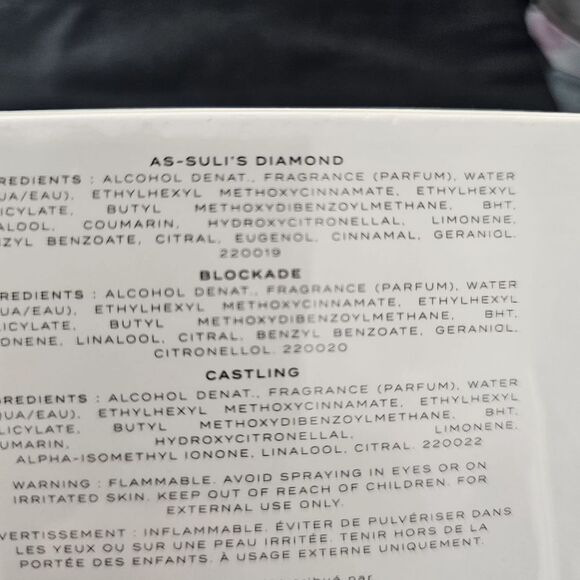 AS-SULI'S DIAMOND
REDIENTS : ALCOHOL DENAT., FRAGRANCE (PARFUM), WATER
QUA/EAU), ETHYLHEXYL METHOXYCINNAMATE, ETHYLHEXYL
ICYLATE, BUTYL METHOXYDIBENZOYLMETHANE, BHT,
ALOOL, COUMARIN, HYDROXYCITRONELLAL, LIMONENE,
ZYL BENZOATE, CITRAL, EUGENOL, CINNAMAL, GERANIOL.
220019
BLOCKADE
REDIENTS : ALCOHOL DENAT., FRAGRANCE (PARFUM), WATER
QUA/EAU), ETHYLHEXYL METHOXYCINNAMATE, ETHYLHEXYL
LICYLATE, BUTYL METHOXYDIBENZOYLMETHANE, BHT,
ONENE, LINALOOL, CITRAL, BENZYL BENZOATE, GERANIOL,
CITRONELLOL. 220020
CASTLING
REDIENTS : ALCOHOL DENAT., FRAGRANCE (PARFUM), WATER
UA/EAU), ETHYLHEXYL METHOXYCINNAMATE, ETHYLHEXYL
LICYLATE, BUTYL METHOXYDIBENZOYLMETHANE, BHT,
UMARIN, HYDROXYCITRONELLAL, LIMONENE,
ALPHA-ISOMETHYL IONONE, LINALOOL, CITRAL. 220022
WARNING : FLAMMABLE. AVOID SPRAYING IN EYES OR ON
IRRITATED SKIN. KEEP OUT OF REACH OF CHILDREN. FOR
EXTERNAL USE ONLY.
VERTISSEMENT : INFLAMMABLE. ÉVITER DE PULVÉRISER DANS
LES YEUX OU SUR UNE PEAU IRRITÉE. TENIR HORS DE LA
PORTÉE DES ENFANTS. À USAGE EXTERNE UNIQUEMENT.
par